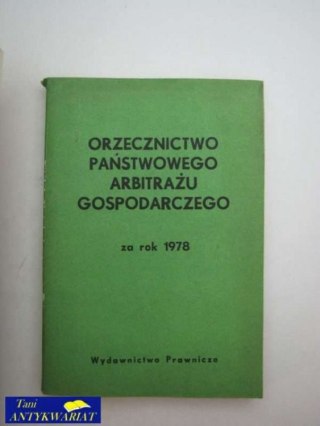 ORZECZNICTWO
PAŃSTWOWEGO
ARBITRAŻU
GOSPODARCZEGO
za rok 1978
Wydawnictwo Prawnicze
Tani
ANTYKWARIAT